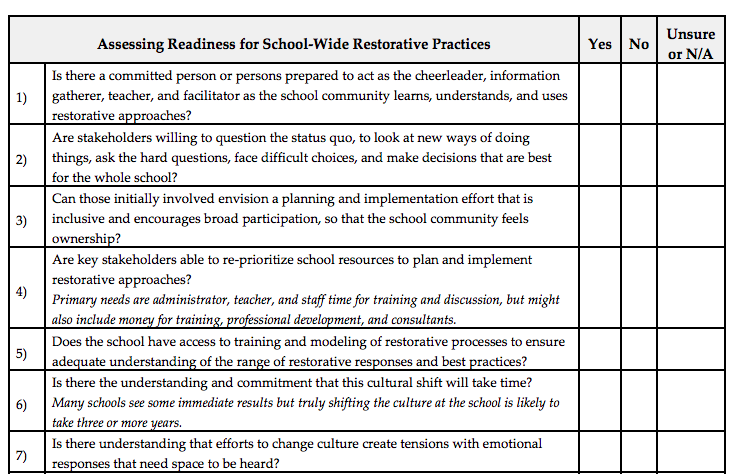 Assessing Readiness for School-Wide Restorative Practices Yes No Unsure
or N/A
1) Is there a committed person or persons prepared to act as the cheerleader, information
gatherer, teacher, and facilitator as the school community learns, understands, and uses
restorative approaches?
2) Are stakeholders willing to question the status quo, to look at new ways of doing
things, ask the hard questions, face difficult choices, and make decisions that are best
for the whole school?
3) Can those initially involved envision a planning and implementation effort that is
inclusive and encourages broad participation, so that the school community feels
ownership?
4) Are key stakeholders able to re-prioritize school resources to plan and implement
restorative approaches?
Primary needs are administrator, teacher, and staff time for training and discussion, but might
also include money for training, professional development, and consultants.
5) Does the school have access to training and modeling of restorative processes to ensure
adequate understanding of the range of restorative responses and best practices?
6) Is there the understanding and commitment that this cultural shift will take time?
Many schools see some immediate results but truly shifting the culture at the school is likely to
take three or more years.
7) Is there understanding that efforts to change culture create tensions with emotional
responses that need space to be heard?